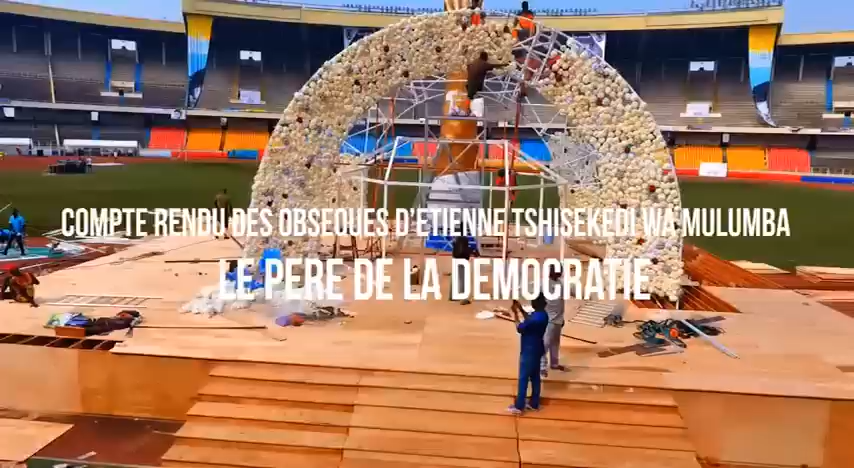 COMPTE RENDU DES OBSEQUES D'ETIENNE TSHISEKEDI WA MULUMBA
LE PERE DE LA DEMOCRATIE